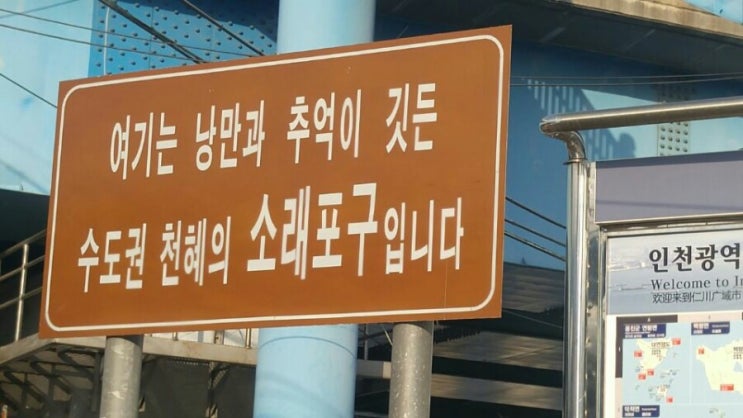 여기는 낭만과 추억이 깃든
수도권 천혜의 소래포구입니다
인천광역
Welcome to In
欢迎来到仁川广域市